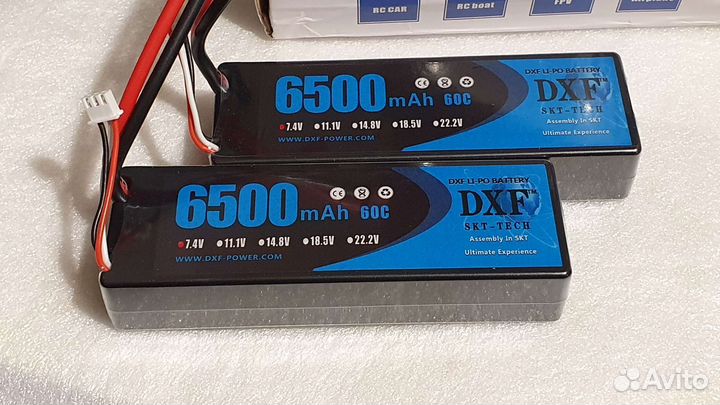 RC CAR
RC boat
FPV
6500mAh 60C
7.4V 11.1V 14.8V 18.5V 22.2V
WWW.DXF-POWER.COM
DXF LI-PO BATTERY
DXF™
SKT-TECH
Assembly In SKT
Ultimate Experience
6500mAh 60C
7.4V 11.1V 14.8V 18.5V 22.2V
WWW.DXF-POWER.COM
DXF LI-PO BATTERY
DXF™
SKT-TECH
Assembly In SKT
Ultimate Experience
Avito